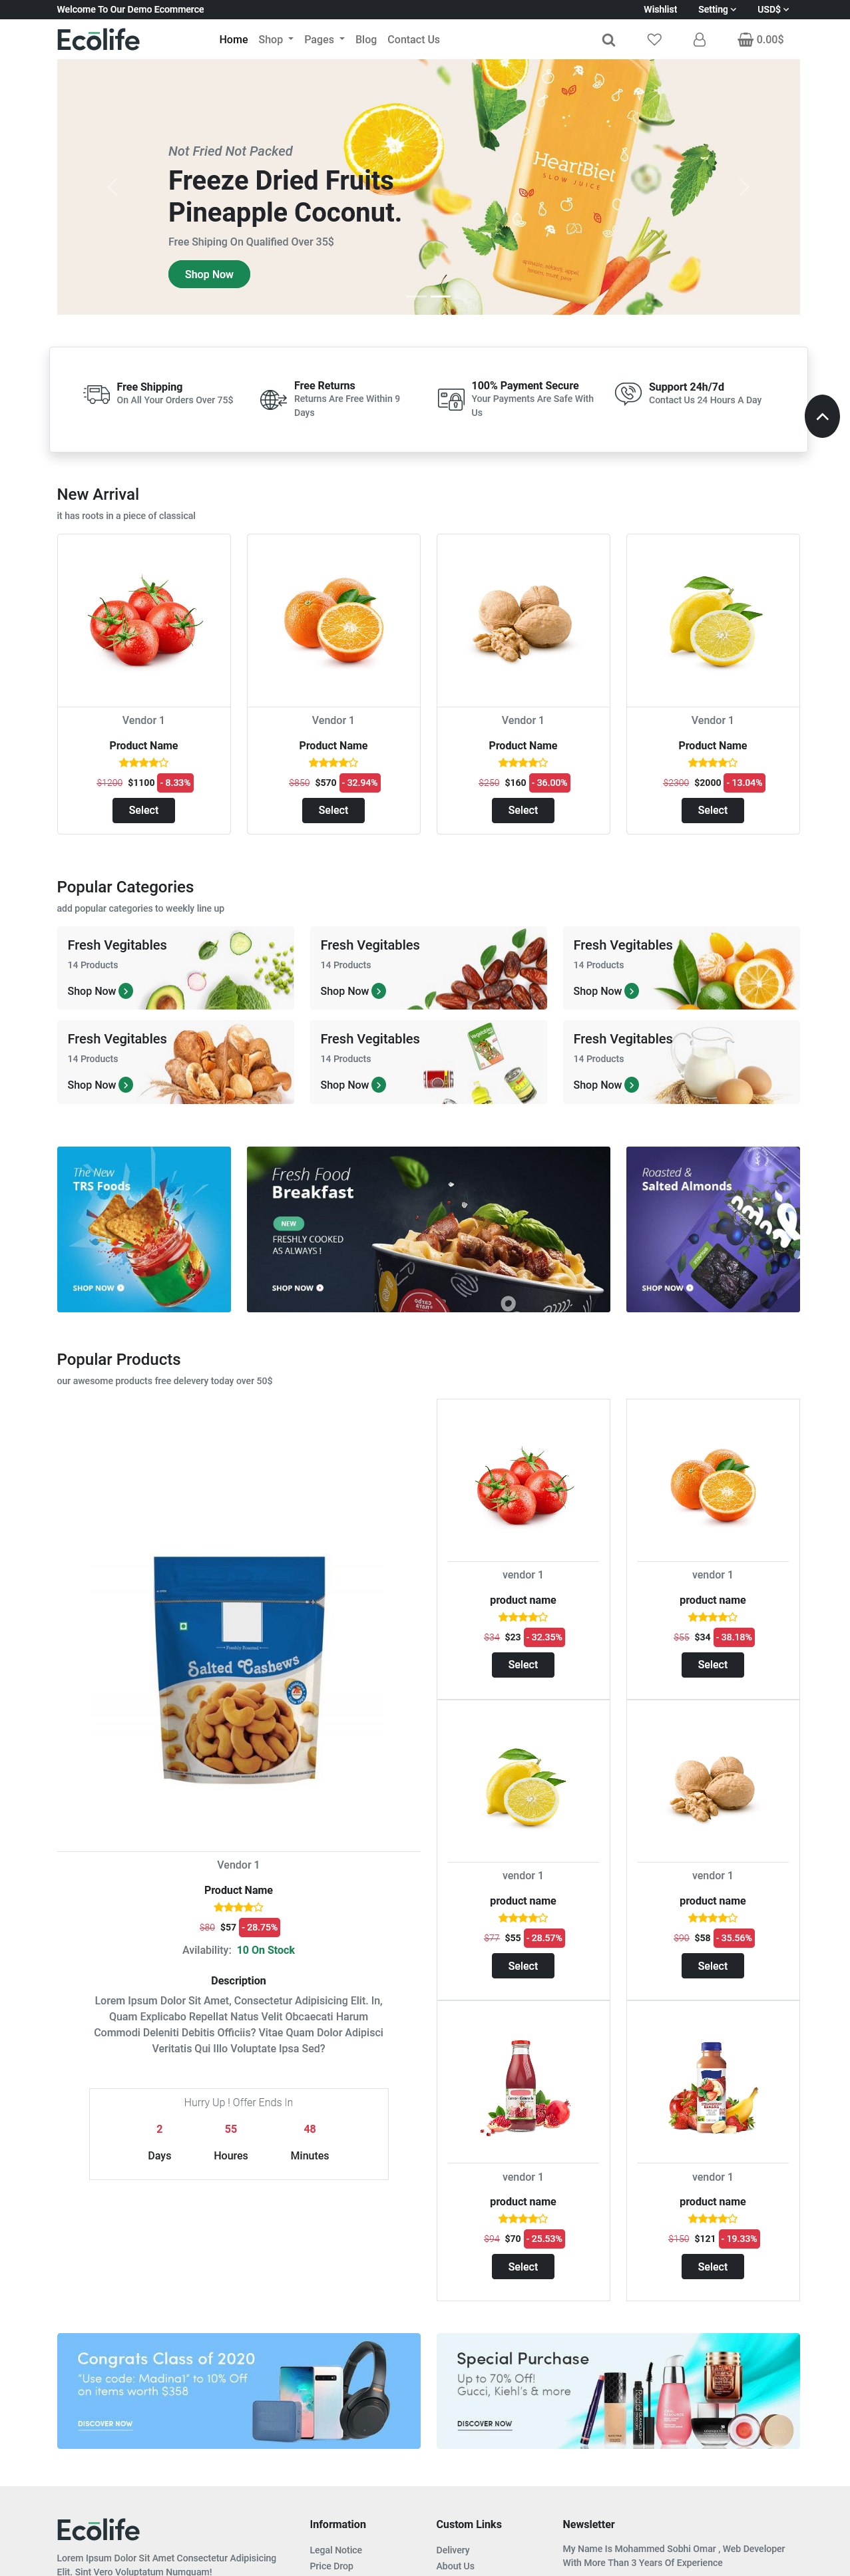 Welcome To Our Demo Ecommerce
Wishlist
Setting
USD$
Ecolife
Home
Shop
Pages
Blog
Contact Us
0.00$
Not Fried Not Packed
Freeze Dried Fruits
Pineapple Coconut.
Free Shiping On Qualified Over 35$
Shop Now
HeartBiet
SLOW JUICE
Free Shipping
On All Your Orders Over 75$
Free Returns
Returns Are Free Within 9
Days
100% Payment Secure
Your Payments Are Safe With
Us
Support 24h/7d
Contact Us 24 Hours A Day
New Arrival
it has roots in a piece of classical
Vendor 1
Product Name
$1200 $1100 - 8.33%
Select
Vendor 1
Product Name
$850 $570 - 32.94%
Select
Vendor 1
Product Name
$250 $160 - 36.00%
Select
Vendor 1
Product Name
$2300 $2000 - 13.04%
Select
Popular Categories
add popular categories to weekly line up
Fresh Vegitables
14 Products
Shop Now
Fresh Vegitables
14 Products
Shop Now
Fresh Vegitables
14 Products
Shop Now
Fresh Vegitables
14 Products
Shop Now
Fresh Vegitables
14 Products
Shop Now
Fresh Vegitables
14 Products
Shop Now
The New
TRS Foods
SHOP NOW
Fresh Food
Breakfast
NEW
FRESHLY COOKED
AS ALWAYS !
SHOP NOW
Roasted &
Salted Almonds
SHOP NOW
Popular Products
our awesome products free delevery today over 50$
Salted Cashews
Vendor 1
Product Name
$80 $57 - 28.75%
Avilability: 10 On Stock
Description
Lorem Ipsum Dolor Sit Amet, Consectetur Adipisicing Elit. In,
Quam Explicabo Repellat Natus Velit Obcaecati Harum
Commodi Deleniti Debitis Officiis? Vitae Quam Dolor Adipisci
Veritatis Qui Illo Voluptate Ipsa Sed?
Hurry Up ! Offer Ends In
2
55
48
Days
Houres
Minutes
vendor 1
product name
$34 $23 - 32.35%
Select
vendor 1
product name
$55 $34 - 38.18%
Select
vendor 1
product name
$77 $55 - 28.57%
Select
vendor 1
product name
$90 $58 - 35.56%
Select
vendor 1
product name
$94 $70 - 25.53%
Select
vendor 1
product name
$150 $121 - 19.33%
Select
Congrats Class of 2020
"Use code: Madina1" to 10% Off
on items worth $358
DISCOVER NOW
Special Purchase
Up to 70% Off!
Gucci, Kiehl's & more
DISCOVER NOW
Ecolife
Lorem Ipsum Dolor Sit Amet Consectetur Adipisicing
Elit. Sint Vero Voluptatum Numquam!
Information
Legal Notice
Price Drop
Custom Links
Delivery
About Us
Newsletter
My Name Is Mohammed Sobhi Omar , Web Developer
With More Than 3 Years Of Experience